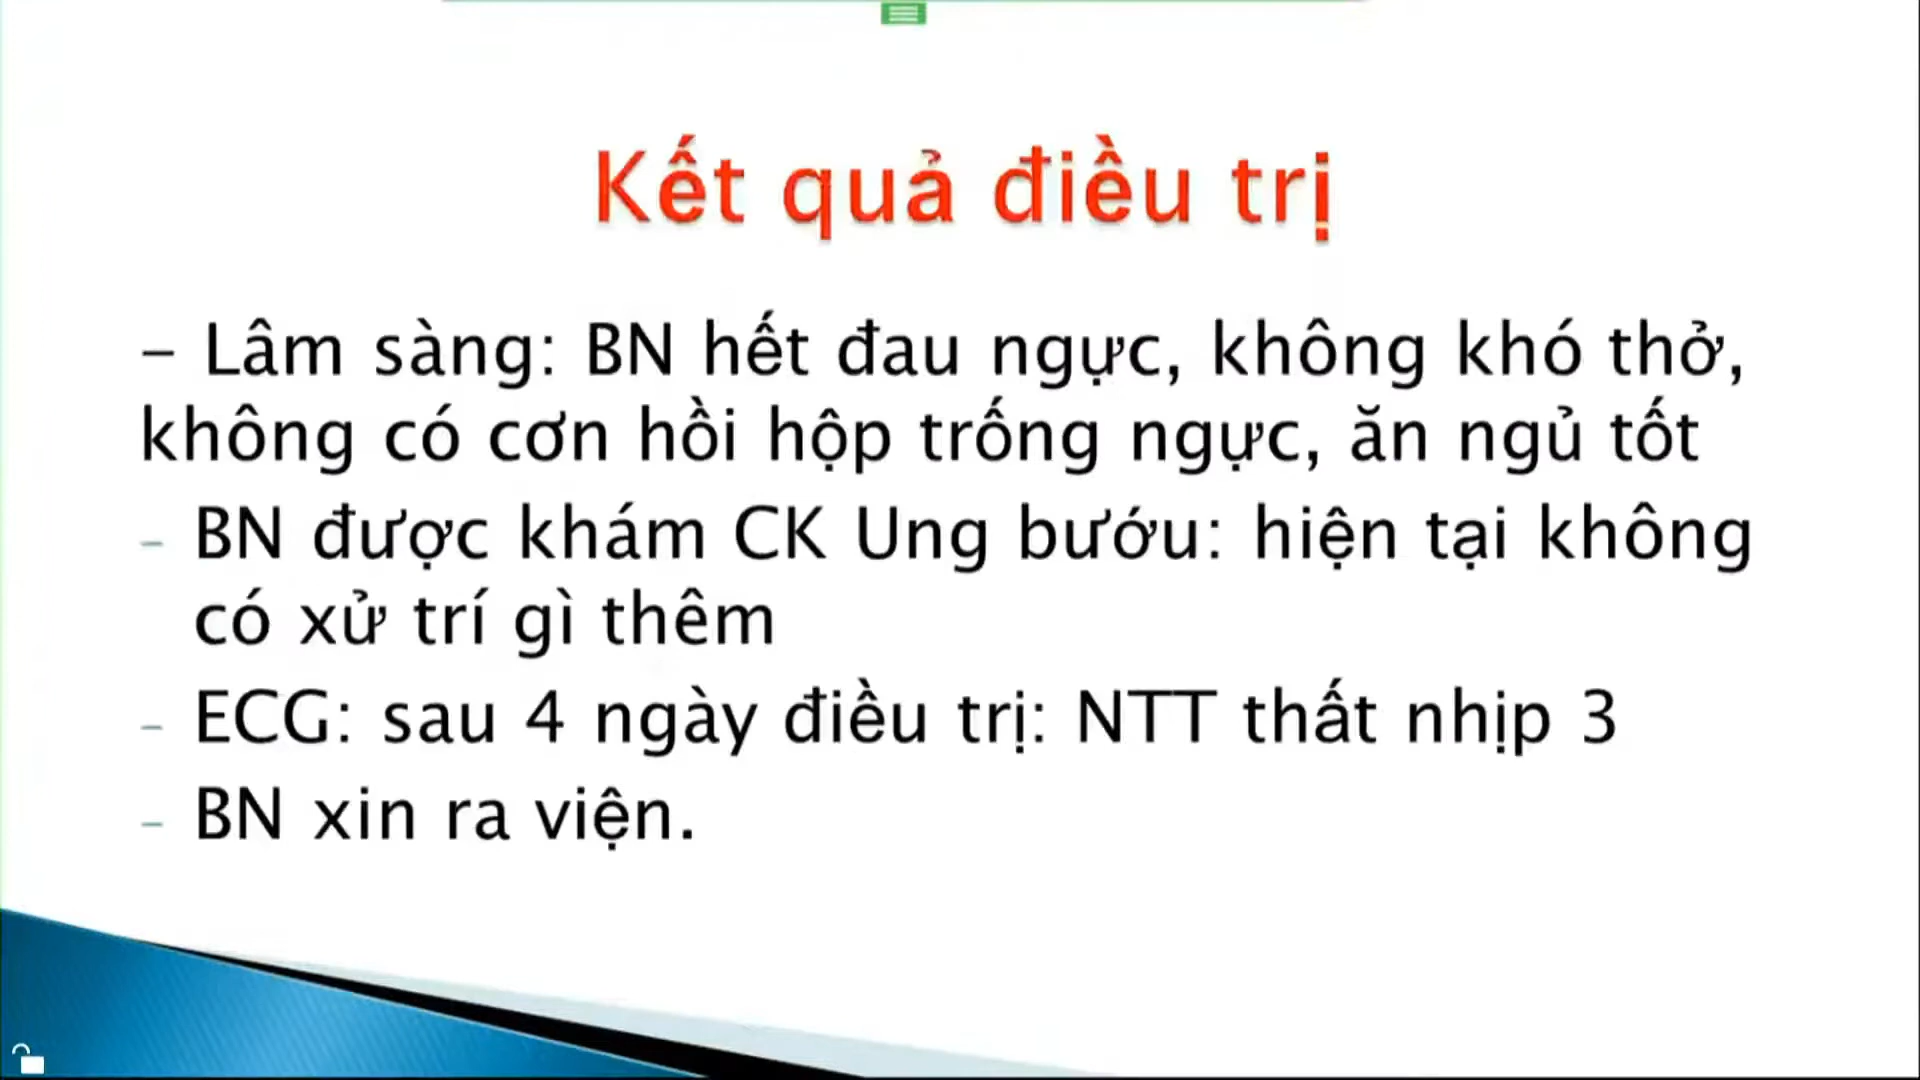 Kết quả điều trị
– Lâm sàng: BN hết đau ngực, không khó thở,
không có cơn hồi hộp trống ngực, ăn ngủ tốt
- BN được khám CK Ung bướu: hiện tại không
có xử trí gì thêm
- ECG: sau 4 ngày điều trị: NTT thất nhịp 3
- BN xin ra viện.